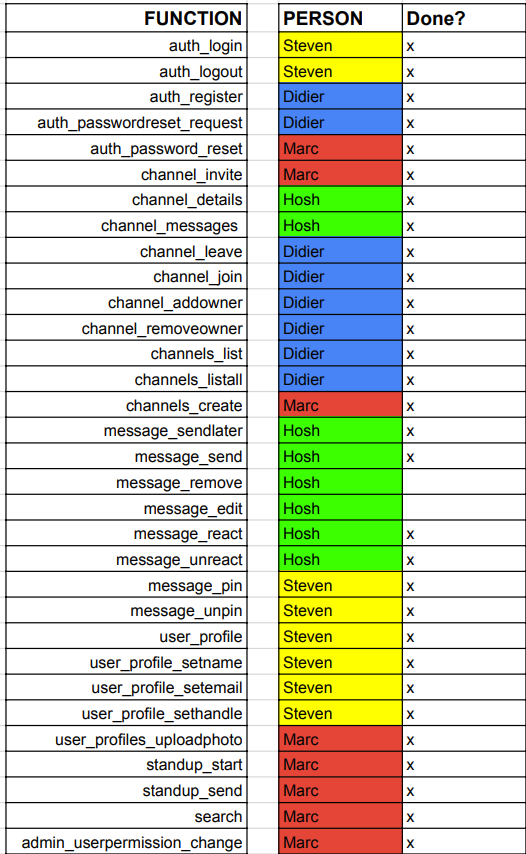 FUNCTION PERSON Done?
auth_login Steven x
auth_logout Steven x
auth_register Didier x
auth_passwordreset_request Didier x
auth_password_reset Marc x
channel_invite Marc x
channel_details Hosh x
channel_messages Hosh x
channel_leave Didier x
channel_join Didier x
channel_addowner Didier x
channel_removeowner Didier x
channels_list Didier x
channels_listall Didier x
channels_create Marc x
message_sendlater Hosh x
message_send Hosh x
message_remove Hosh
message_edit Hosh
message_react Hosh x
message_unreact Hosh x
message_pin Steven x
message_unpin Steven x
user_profile Steven x
user_profile_setname Steven x
user_profile_setemail Steven x
user_profile_sethandle Steven x
user_profiles_uploadphoto Marc x
standup_start Marc x
standup_send Marc x
search Marc x
admin_userpermission_change Marc x